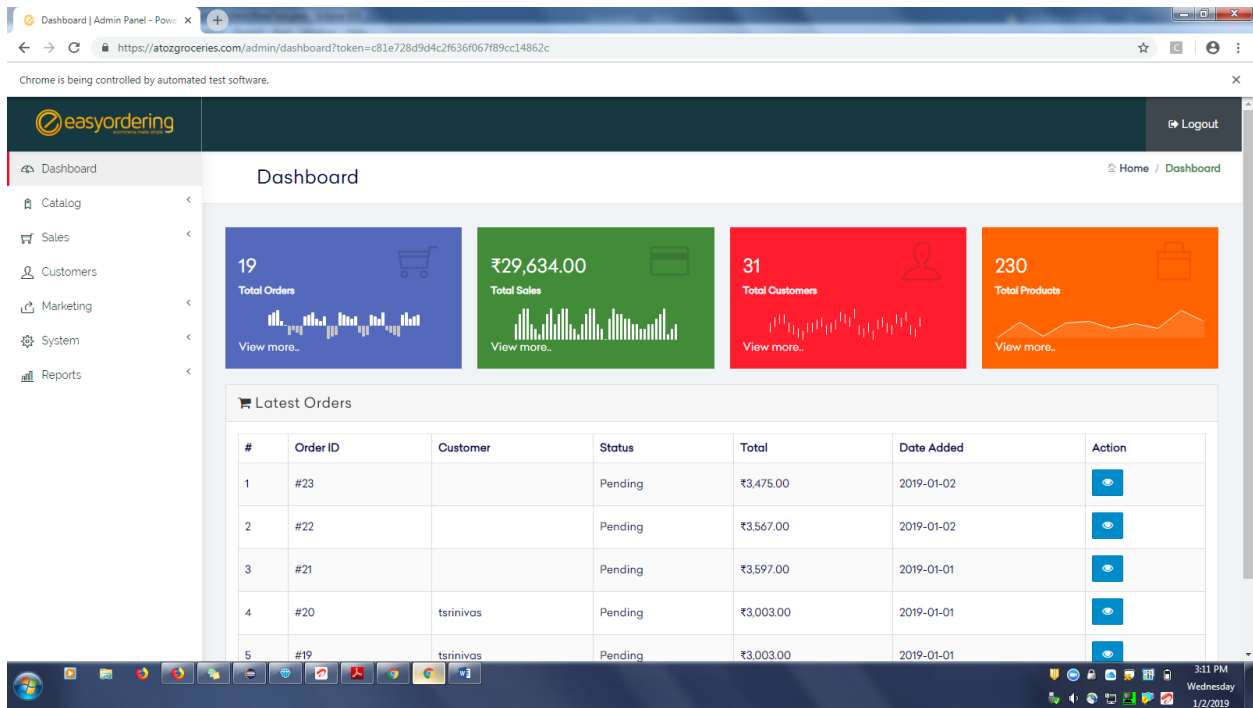 Dashboard | Admin Panel - Powe
https://atozgroceries.com/admin/dashboard?token=c81e728d9d4c2f636f067f89cc14862c
Chrome is being controlled by automated test software.
easyordering
Logout
Dashboard
Catalog
Sales
Customers
Marketing
System
Reports
Dashboard
Home / Dashboard
19
Total Orders
View more..
₹29,634.00
Total Sales
View more..
31
Total Customers
View more..
230
Total Products
View more..
Latest Orders
# Order ID Customer Status Total Date Added Action
1 #23 Pending ₹3,475.00 2019-01-02
2 #22 Pending ₹3,567.00 2019-01-02
3 #21 Pending ₹3,597.00 2019-01-01
4 #20 tsrinivas Pending ₹3,003.00 2019-01-01
5 #19 tsrinivas Pending ₹3,003.00 2019-01-01
3:11 PM
Wednesday
1/2/2019